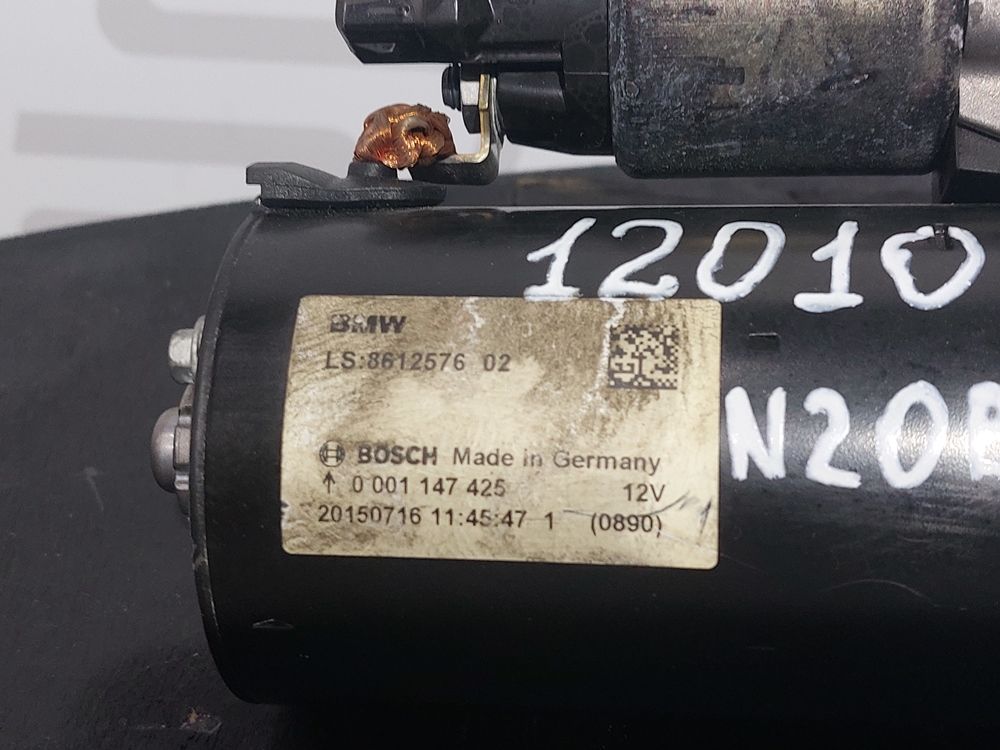 12010
BMW
LS:8612576 02
N20B
BOSCH Made in Germany
↑ 0 001 147 425 12V
20150716 11:45:47 1 (0890)